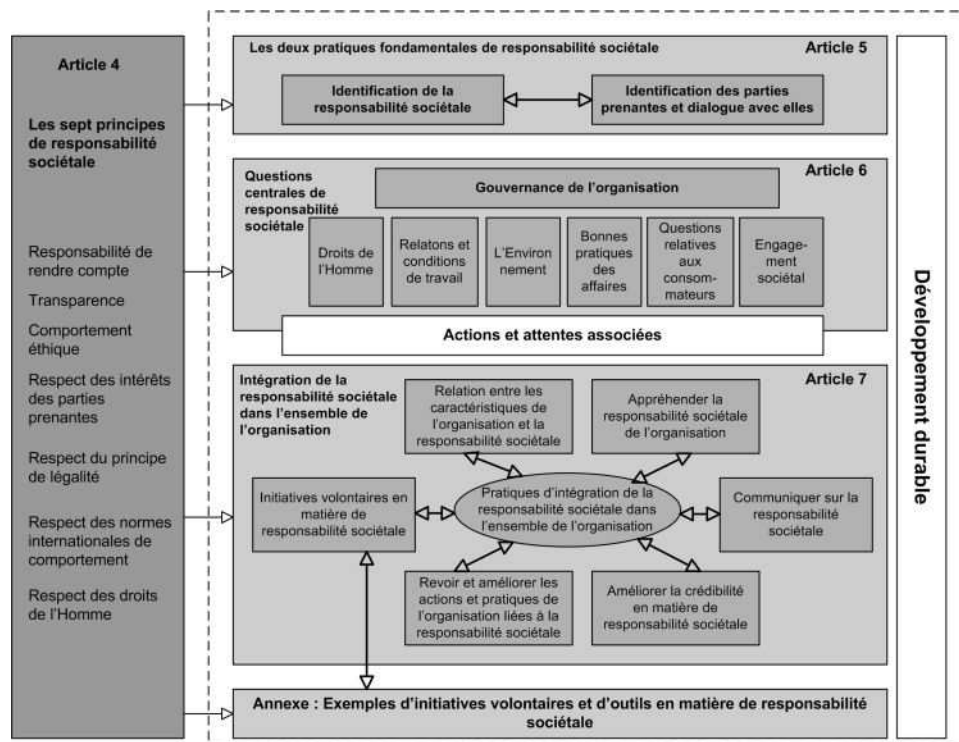 Article 4
Les sept principes
de responsabilité
sociétale
Responsabilité de
rendre compte
Transparence
Comportement
éthique
Respect des intérêts
des parties
prenantes
Respect du principe
de légalité
Respect des normes
internationales de
comportement
Respect des droits
de l'Homme
Les deux pratiques fondamentales de responsabilité sociétale
Article 5
Identification de la
responsabilité sociétale
Identification des parties
prenantes et dialogue avec elles
Questions
centrales de
responsabilité
sociétale
Article 6
Gouvernance de l'organisation
Droits de
l'Homme
Relatons et
conditions
de travail
L'Environ
nement
Bonnes
pratiques
des
affaires
Questions
relatives
aux
consom-
mateurs
Engage-
ment
sociétal
Actions et attentes associées
Intégration de la
responsabilité sociétale
dans l'ensemble de
l'organisation
Article 7
Relation entre les
caractéristiques de
l'organisation et la
responsabilité sociétale
Appréhender la
responsabilité sociétale
de l'organisation
Initiatives volontaires en
matière de
responsabilité sociétale
Pratiques d'intégration de la
responsabilité sociétale dans
l'ensemble de l'organisation
Communiquer sur la
responsabilité
sociétale
Revoir et améliorer les
actions et pratiques de
l'organisation liées à la
responsabilité sociétale
Améliorer la crédibilité
en matière de
responsabilité sociétale
Annexe : Exemples d'initiatives volontaires et d'outils en matière de responsabilité
sociétale
Développement durable